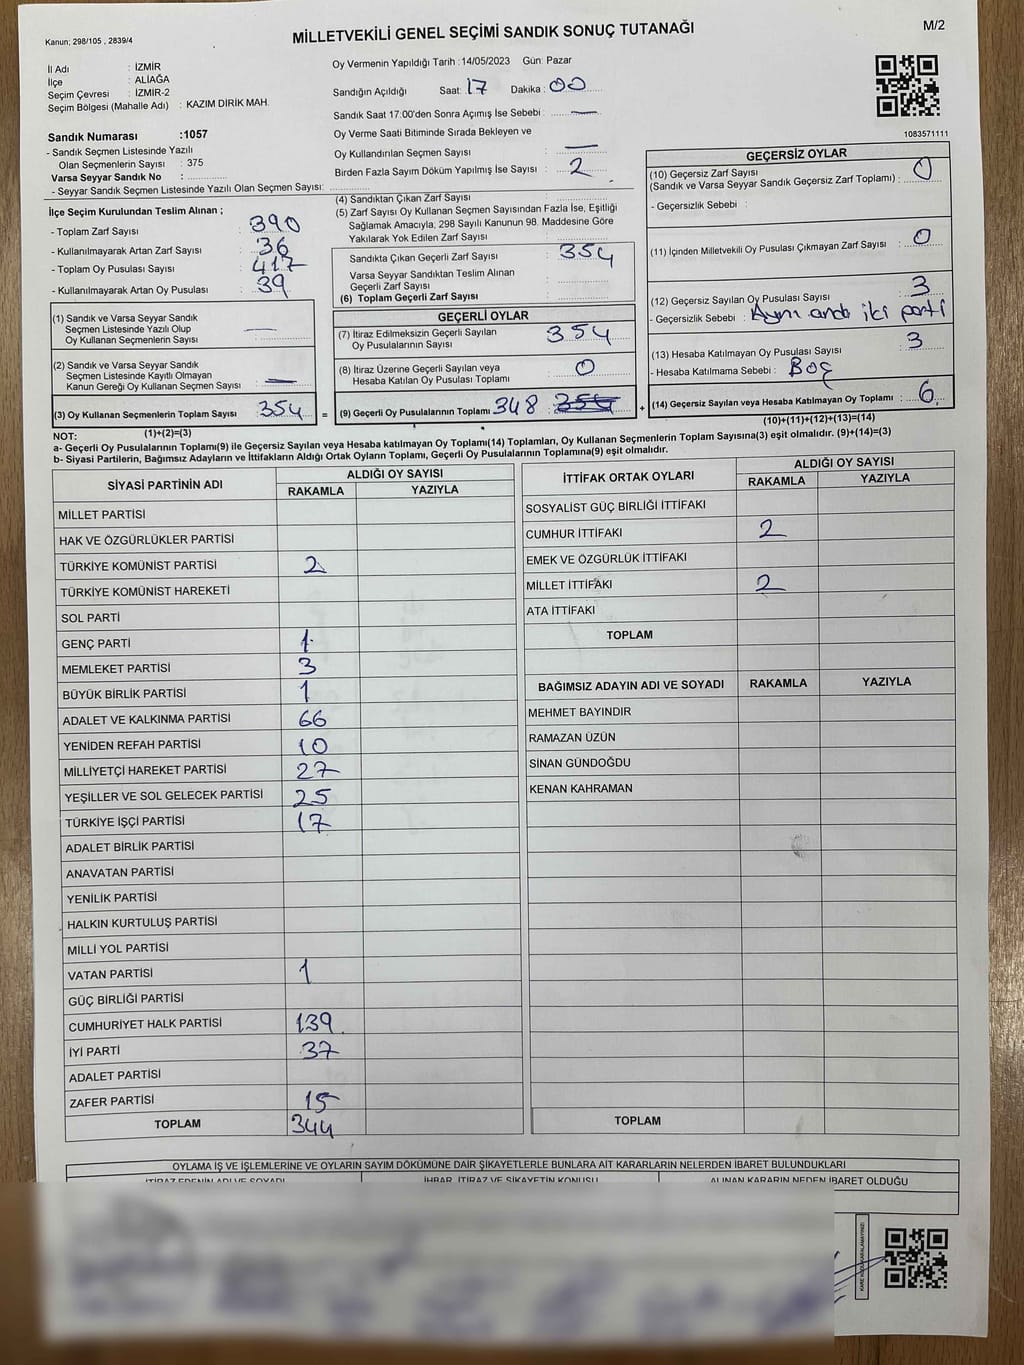 MİLLETVEKİLİ GENEL SEÇİMİ SANDIK SONUÇ TUTANAĞI
M/2
Kanun: 298/105 , 2839/4
İl Adı : İZMİR
İlçe : ALİAĞA
Seçim Çevresi : İZMİR-2
Seçim Bölgesi (Mahalle Adı) : KAZIM DİRİK MAH.
Sandık Numarası :1057
- Sandık Seçmen Listesinde Yazılı
Olan Seçmenlerin Sayısı : 375
Varsa Seyyar Sandık No :
- Seyyar Sandık Seçmen Listesinde Yazılı Olan Seçmen Sayısı:
Oy Vermenin Yapıldığı Tarih : 14/05/2023 Gün: Pazar
Sandığın Açıldığı Saat: 17 Dakika : 00
Sandık Saat 17:00'den Sonra Açımış İse Sebebi : —
Oy Verme Saati Bitiminde Sırada Bekleyen ve
Oy Kullandırılan Seçmen Sayısı : —
Birden Fazla Sayım Döküm Yapılmış İse Sayısı : 2
1083571111
İlçe Seçim Kurulundan Teslim Alınan ;
- Toplam Zarf Sayısı : 390
- Kullanılmayarak Artan Zarf Sayısı : 36
- Toplam Oy Pusulası Sayısı : 417
- Kullanılmayarak Artan Oy Pusulası : 39
(1) Sandık ve Varsa Seyyar Sandık
Seçmen Listesinde Yazılı Olup
Oy Kullanan Seçmenlerin Sayısı : —
(2) Sandık ve Varsa Seyyar Sandık
Seçmen Listesinde Kayıtlı Olmayan
Kanun Gereği Oy Kullanan Seçmen Sayısı : —
(3) Oy Kullanan Seçmenlerin Toplam Sayısı : 354 =
(1)+(2)=(3)
(4) Sandıktan Çıkan Zarf Sayısı :
(5) Zarf Sayısı Oy Kullanan Seçmen Sayısından Fazla İse, Eşitliği
Sağlamak Amacıyla, 298 Sayılı Kanunun 98. Maddesine Göre
Yakılarak Yok Edilen Zarf Sayısı :
Sandıkta Çıkan Geçerli Zarf Sayısı : 354
Varsa Seyyar Sandıktan Teslim Alınan
Geçerli Zarf Sayısı :
(6) Toplam Geçerli Zarf Sayısı :
GEÇERLİ OYLAR
(7) İtiraz Edilmeksizin Geçerli Sayılan
Oy Pusulalarının Sayısı : 354
(8) İtiraz Üzerine Geçerli Sayılan veya
Hesaba Katılan Oy Pusulası Toplamı : 0
(9) Geçerli Oy Pusulalarının Toplamı 348 : 354 +
GEÇERSİZ OYLAR
(10) Geçersiz Zarf Sayısı
(Sandık ve Varsa Seyyar Sandık Geçersiz Zarf Toplamı) : 0
- Geçersizlik Sebebi :
(11) İçinden Milletvekili Oy Pusulası Çıkmayan Zarf Sayısı : 0
(12) Geçersiz Sayılan Oy Pusulası Sayısı : 3
- Geçersizlik Sebebi : Aynı anda iki parti
(13) Hesaba Katılmayan Oy Pusulası Sayısı : 3
- Hesaba Katılmama Sebebi : Boş
(14) Geçersiz Sayılan veya Hesaba Katılmayan Oy Toplamı : 6
(10)+(11)+(12)+(13)=(14)
NOT:
a- Geçerli Oy Pusulalarının Toplamı(9) ile Geçersiz Sayılan veya Hesaba katılmayan Oy Toplamı(14) Toplamları, Oy Kullanan Seçmenlerin Toplam Sayısına(3) eşit olmalıdır. (9)+(14)=(3)
b- Siyasi Partilerin, Bağımsız Adayların ve İttifakların Aldığı Ortak Oyların Toplamı, Geçerli Oy Pusulalarının Toplamına(9) eşit olmalıdır.
SİYASİ PARTİNİN ADI ALDIĞI OY SAYISI
RAKAMLA YAZIYLA
MİLLET PARTİSİ
HAK VE ÖZGÜRLÜKLER PARTİSİ
TÜRKİYE KOMÜNİST PARTİSİ 2
TÜRKİYE KOMÜNİST HAREKETİ
SOL PARTİ
GENÇ PARTİ 1
MEMLEKET PARTİSİ 3
BÜYÜK BİRLİK PARTİSİ 1
ADALET VE KALKINMA PARTİSİ 66
YENİDEN REFAH PARTİSİ 10
MİLLİYETÇİ HAREKET PARTİSİ 27
YEŞİLLER VE SOL GELECEK PARTİSİ 25
TÜRKİYE İŞÇİ PARTİSİ 17
ADALET BİRLİK PARTİSİ
ANAVATAN PARTİSİ
YENİLİK PARTİSİ
HALKIN KURTULUŞ PARTİSİ
MİLLİ YOL PARTİSİ
VATAN PARTİSİ 1
GÜÇ BİRLİĞİ PARTİSİ
CUMHURİYET HALK PARTİSİ 139
İYİ PARTİ 37
ADALET PARTİSİ
ZAFER PARTİSİ 15
TOPLAM 344
İTTİFAK ORTAK OYLARI ALDIĞI OY SAYISI
RAKAMLA YAZIYLA
SOSYALİST GÜÇ BİRLİĞİ İTTİFAKI
CUMHUR İTTİFAKI 2
EMEK VE ÖZGÜRLÜK İTTİFAKI
MİLLET İTTİFAKI 2
ATA İTTİFAKI
TOPLAM
BAĞIMSIZ ADAYIN ADI VE SOYADI RAKAMLA YAZIYLA
MEHMET BAYINDIR
RAMAZAN ÜZÜN
SİNAN GÜNDOĞDU
KENAN KAHRAMAN
TOPLAM
OYLAMA İŞ VE İŞLEMLERİNE VE OYLARIN SAYIM DÖKÜMÜNE DAİR ŞİKAYETLERLE BUNLARA AİT KARARLARIN NELERDEN İBARET BULUNDUKLARI
İTİRAZ EDENİN ADI VE SOYADI İHBAR, İTİRAZ VE ŞİKAYETİN KONUSU ALINAN KARARIN NEDEN İBARET OLDUĞU